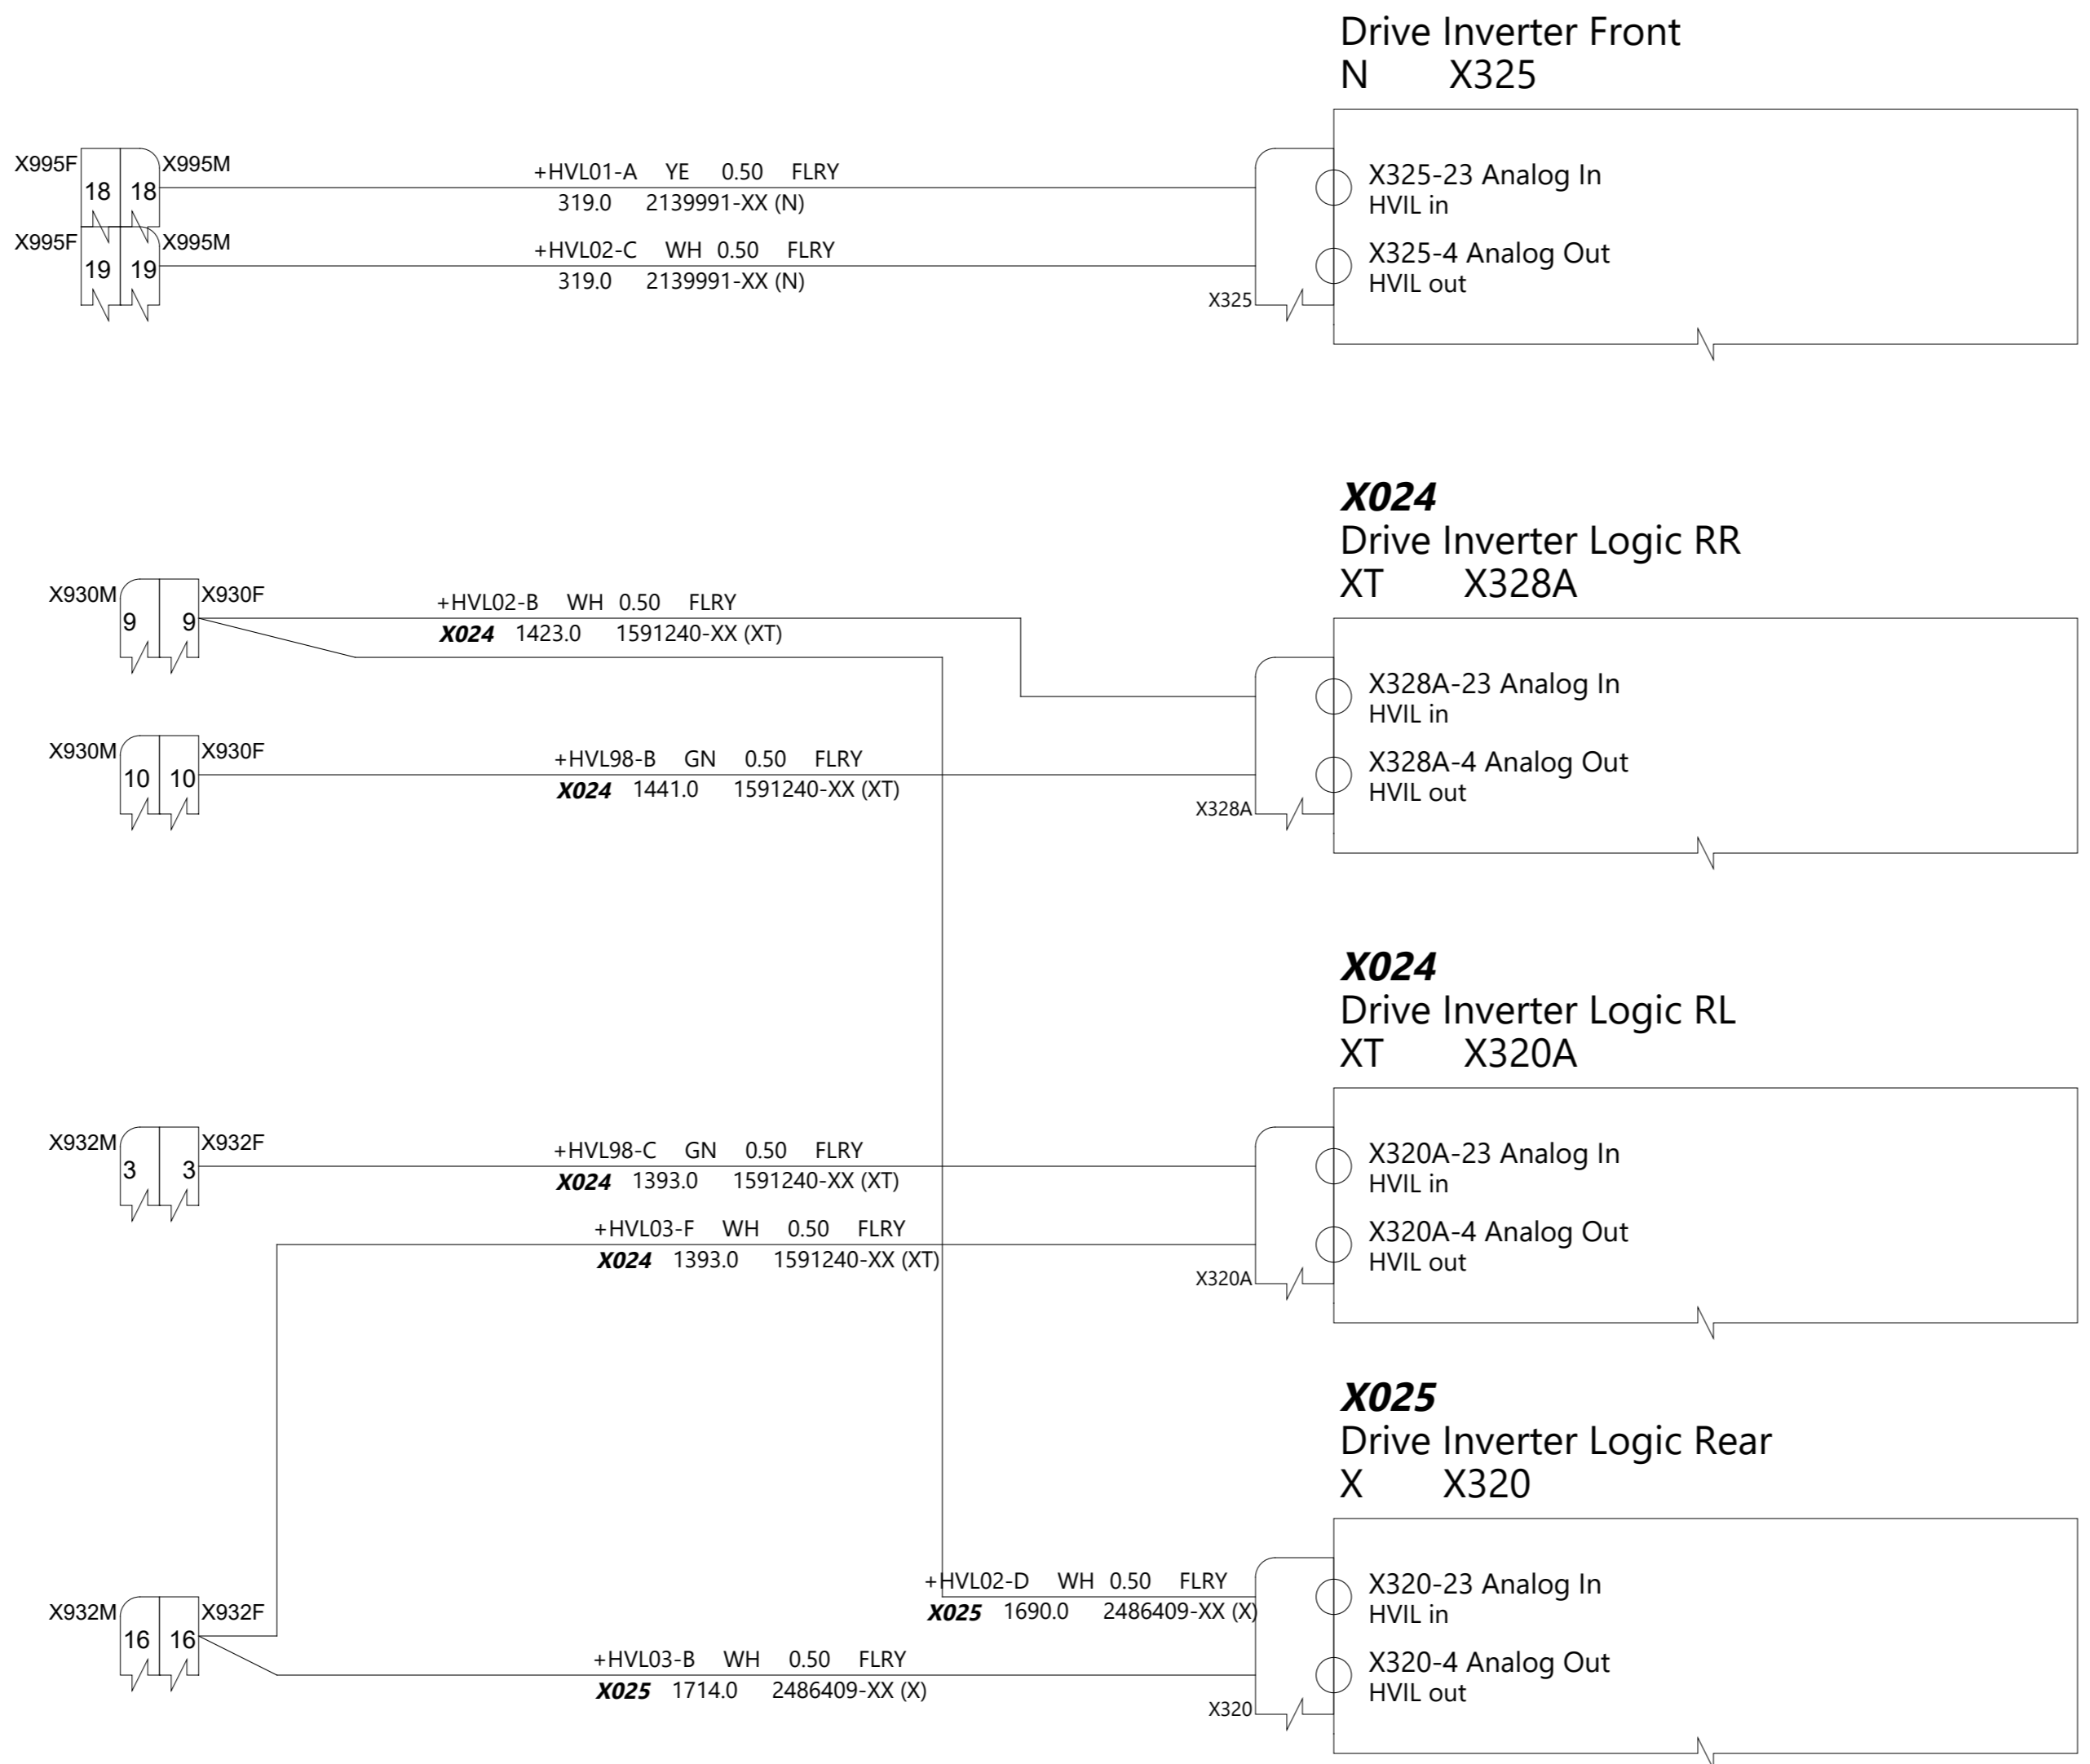 Drive Inverter Front
N X325
X995F 18 18 X995M
+HVL01-A YE 0.50 FLRY
319.0 2139991-XX (N)
X325-23 Analog In
HVIL in
X995F 19 19 X995M
+HVL02-C WH 0.50 FLRY
319.0 2139991-XX (N)
X325-4 Analog Out
HVIL out
X325
X024
Drive Inverter Logic RR
XT X328A
X930M 9 9 X930F
+HVL02-B WH 0.50 FLRY
X024 1423.0 1591240-XX (XT)
X328A-23 Analog In
HVIL in
X930M 10 10 X930F
+HVL98-B GN 0.50 FLRY
X024 1441.0 1591240-XX (XT)
X328A-4 Analog Out
HVIL out
X328A
X024
Drive Inverter Logic RL
XT X320A
X932M 3 3 X932F
+HVL98-C GN 0.50 FLRY
X024 1393.0 1591240-XX (XT)
X320A-23 Analog In
HVIL in
+HVL03-F WH 0.50 FLRY
X024 1393.0 1591240-XX (XT)
X320A-4 Analog Out
HVIL out
X320A
X025
Drive Inverter Logic Rear
X X320
+HVL02-D WH 0.50 FLRY
X025 1690.0 2486409-XX (X)
X320-23 Analog In
HVIL in
X932M 16 16 X932F
+HVL03-B WH 0.50 FLRY
X025 1714.0 2486409-XX (X)
X320-4 Analog Out
HVIL out
X320